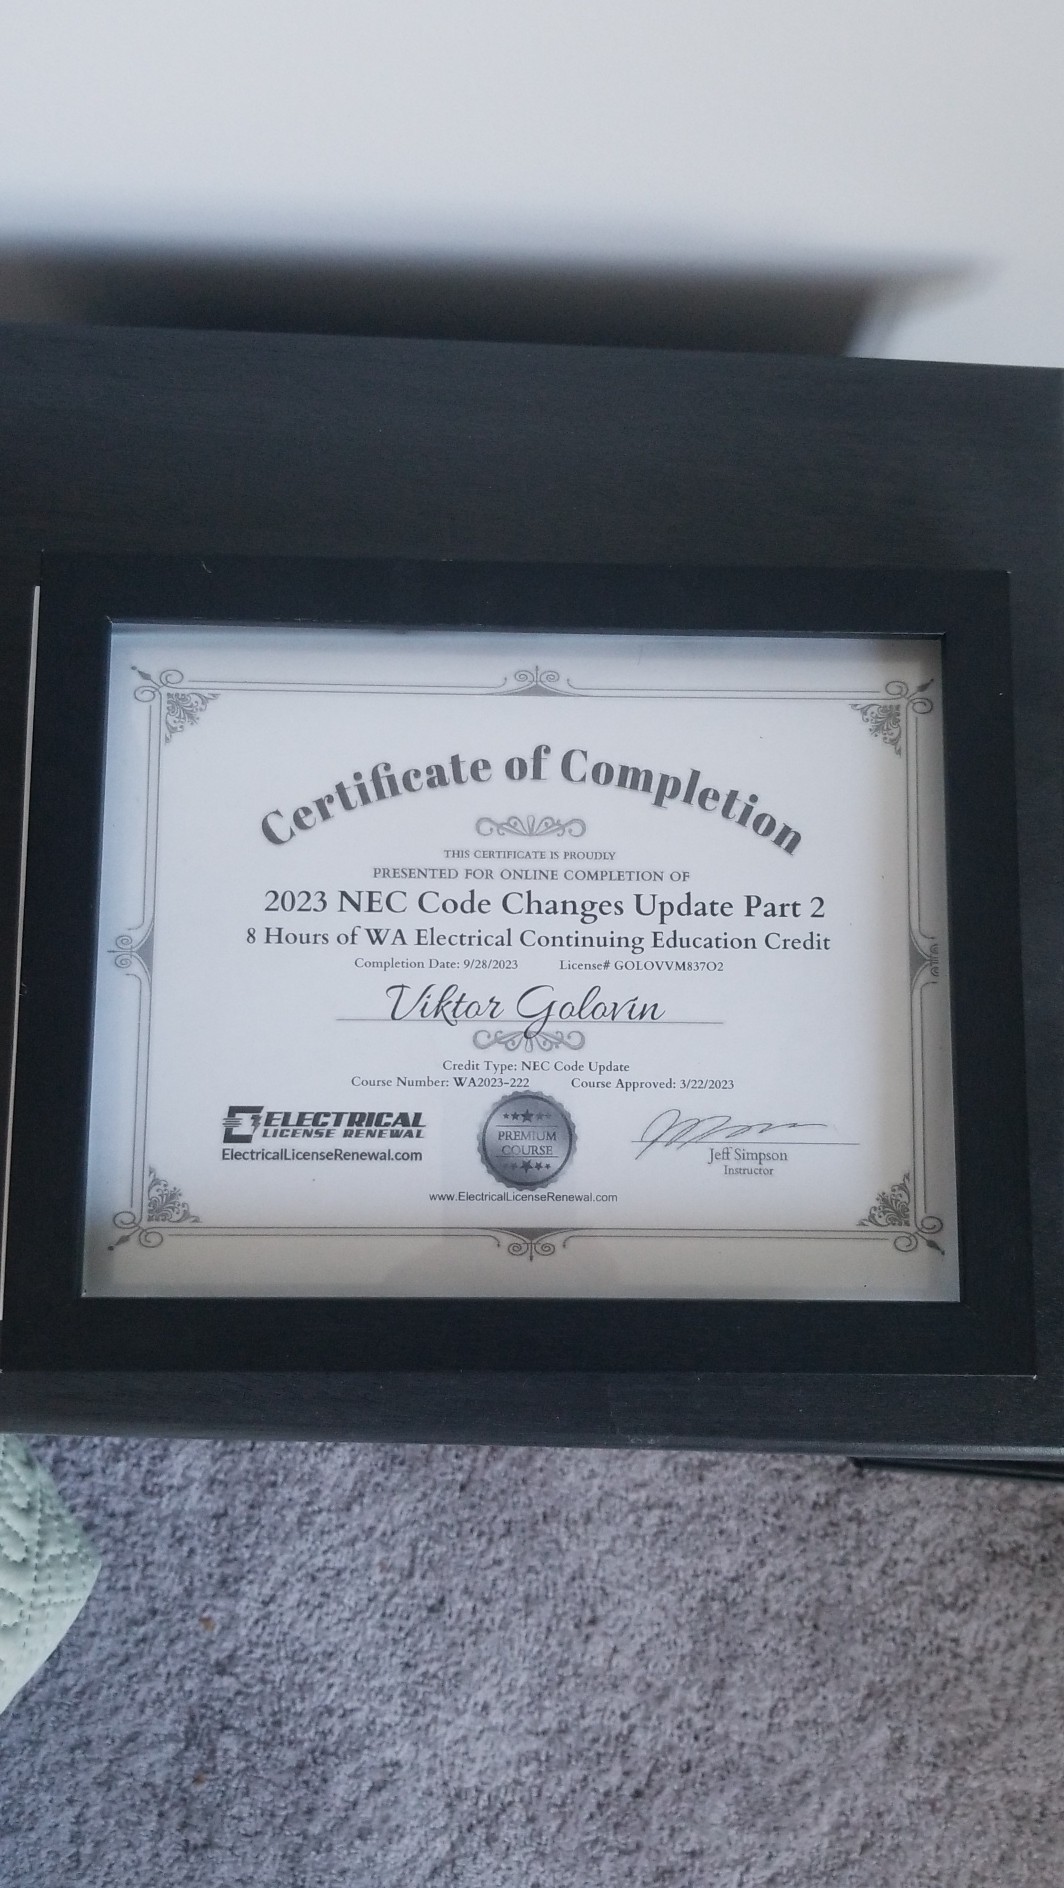 Certificate of Completion
THIS CERTIFICATE IS PROUDLY
PRESENTED FOR ONLINE COMPLETION OF
2023 NEC Code Changes Update Part 2
8 Hours of WA Electrical Continuing Education Credit
Completion Date: 9/28/2023 License# GOLOVVM837O2
Viktor Golovin
Credit Type: NEC Code Update
Course Number: WA2023-222 Course Approved: 3/22/2023
ELECTRICAL
LICENSE RENEWAL
ElectricalLicenseRenewal.com
PREMIUM
COURSE
Jeff Simpson
Instructor
www.ElectricalLicenseRenewal.com